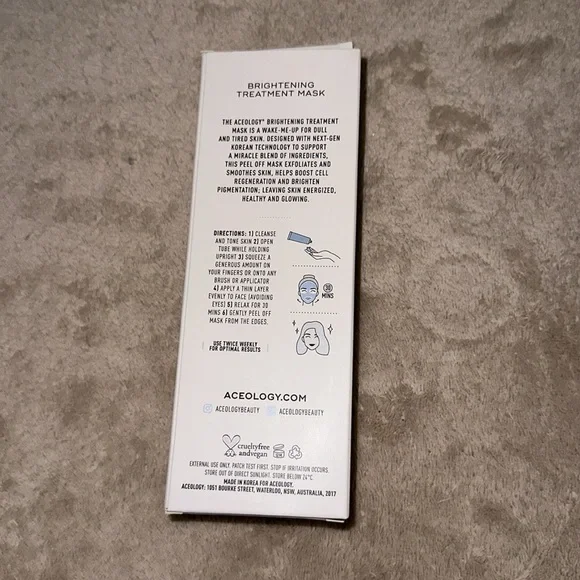 BRIGHTENING
TREATMENT MASK
THE ACEOLOGY® BRIGHTENING TREATMENT
MASK IS A WAKE-ME-UP FOR DULL
AND TIRED SKIN. DESIGNED WITH NEXT-GEN
KOREAN TECHNOLOGY TO SUPPORT
A MIRACLE BLEND OF INGREDIENTS,
THIS PEEL OFF MASK EXFOLIATES AND
SMOOTHES SKIN, HELPS BOOST CELL
REGENERATION AND BRIGHTEN
PIGMENTATION; LEAVING SKIN ENERGIZED,
HEALTHY AND GLOWING.
DIRECTIONS: 1) CLEANSE
AND TONE SKIN 2) OPEN
TUBE WHILE HOLDING
UPRIGHT 3) SQUEEZE A
GENEROUS AMOUNT ON
YOUR FINGERS OR ONTO ANY
BRUSH OR APPLICATOR
4) APPLY A THIN LAYER
EVENLY TO FACE (AVOIDING
EYES) 5) RELAX FOR 30
MINS 6) GENTLY PEEL OFF
MASK FROM THE EDGES.
30
MINS
USE TWICE WEEKLY
FOR OPTIMAL RESULTS
ACEOLOGY.COM
ACEOLOGYBEAUTY ACEOLOGYBEAUTY
crueltyfree
andvegan
EXTERNAL USE ONLY. PATCH TEST FIRST. STOP IF IRRITATION OCCURS.
STORE OUT OF DIRECT SUNLIGHT. STORE BELOW 24°C
MADE IN KOREA FOR ACEOLOGY.
ACEOLOGY: 1051 BOURKE STREET, WATERLOO, NSW, AUSTRALIA, 2017